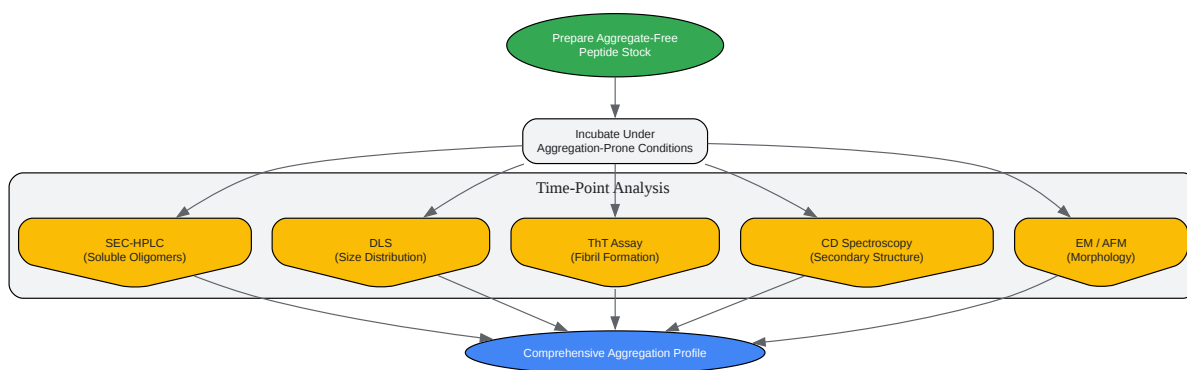 Prepare Aggregate-Free
Peptide Stock
Incubate Under
Aggregation-Prone Conditions
Time-Point Analysis
SEC-HPLC
(Soluble Oligomers)
DLS
(Size Distribution)
ThT Assay
(Fibril Formation)
CD Spectroscopy
(Secondary Structure)
EM / AFM
(Morphology)
Comprehensive Aggregation Profile